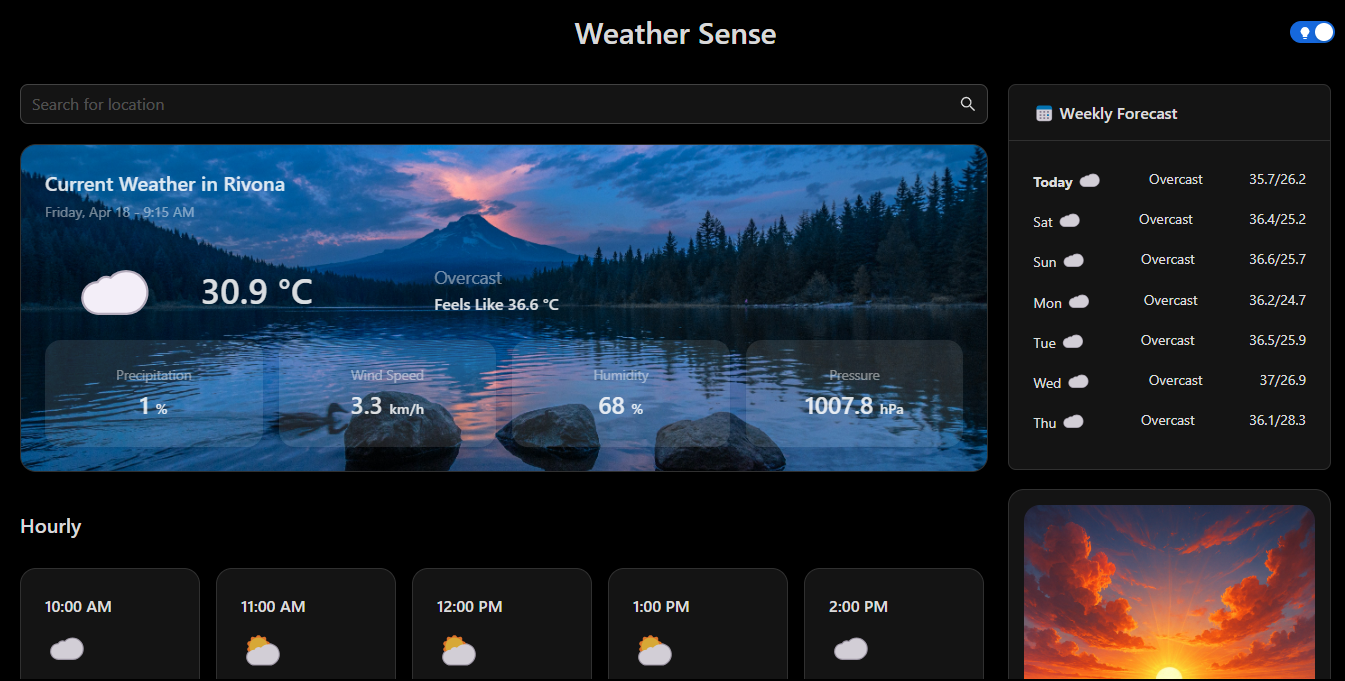 Weather Sense
Search for location
Current Weather in Rivona
Friday, Apr 18 - 9:15 AM
30.9 °C
Overcast
Feels Like 36.6 °C
Precipitation
1 %
Wind Speed
3.3 km/h
Humidity
68 %
Pressure
1007.8 hPa
Hourly
10:00 AM
11:00 AM
12:00 PM
1:00 PM
2:00 PM
Weekly Forecast
Today Overcast 35.7/26.2
Sat Overcast 36.4/25.2
Sun Overcast 36.6/25.7
Mon Overcast 36.2/24.7
Tue Overcast 36.5/25.9
Wed Overcast 37/26.9
Thu Overcast 36.1/28.3